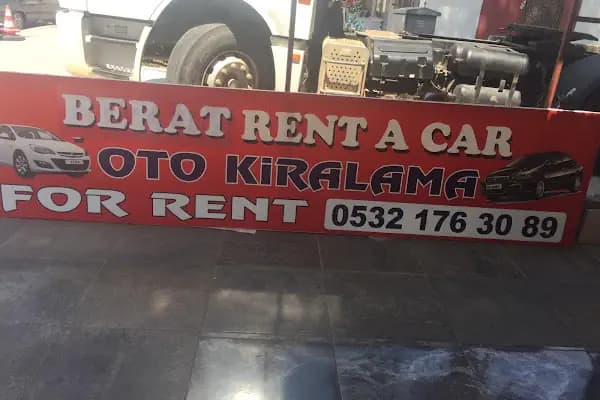 BERAT RENT A CAR
OTO KiRALAMA
FOR RENT 0532 176 30 89